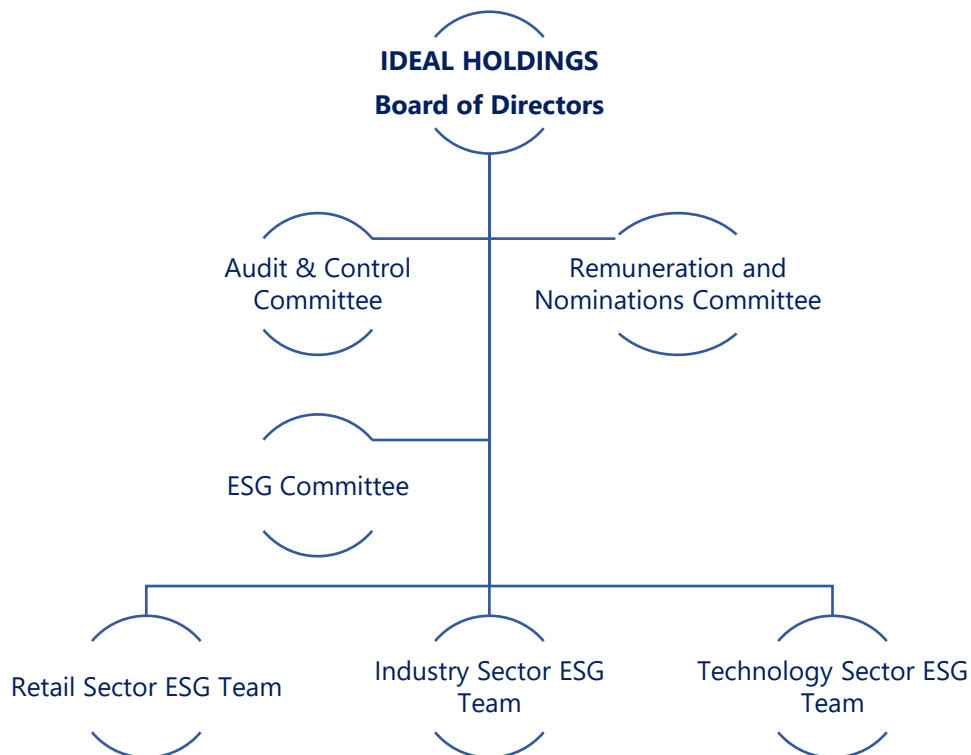 IDEAL HOLDINGS
Board of Directors
Audit & Control
Committee
Remuneration and
Nominations Committee
ESG Committee
Retail Sector ESG Team
Industry Sector ESG
Team
Technology Sector ESG
Team